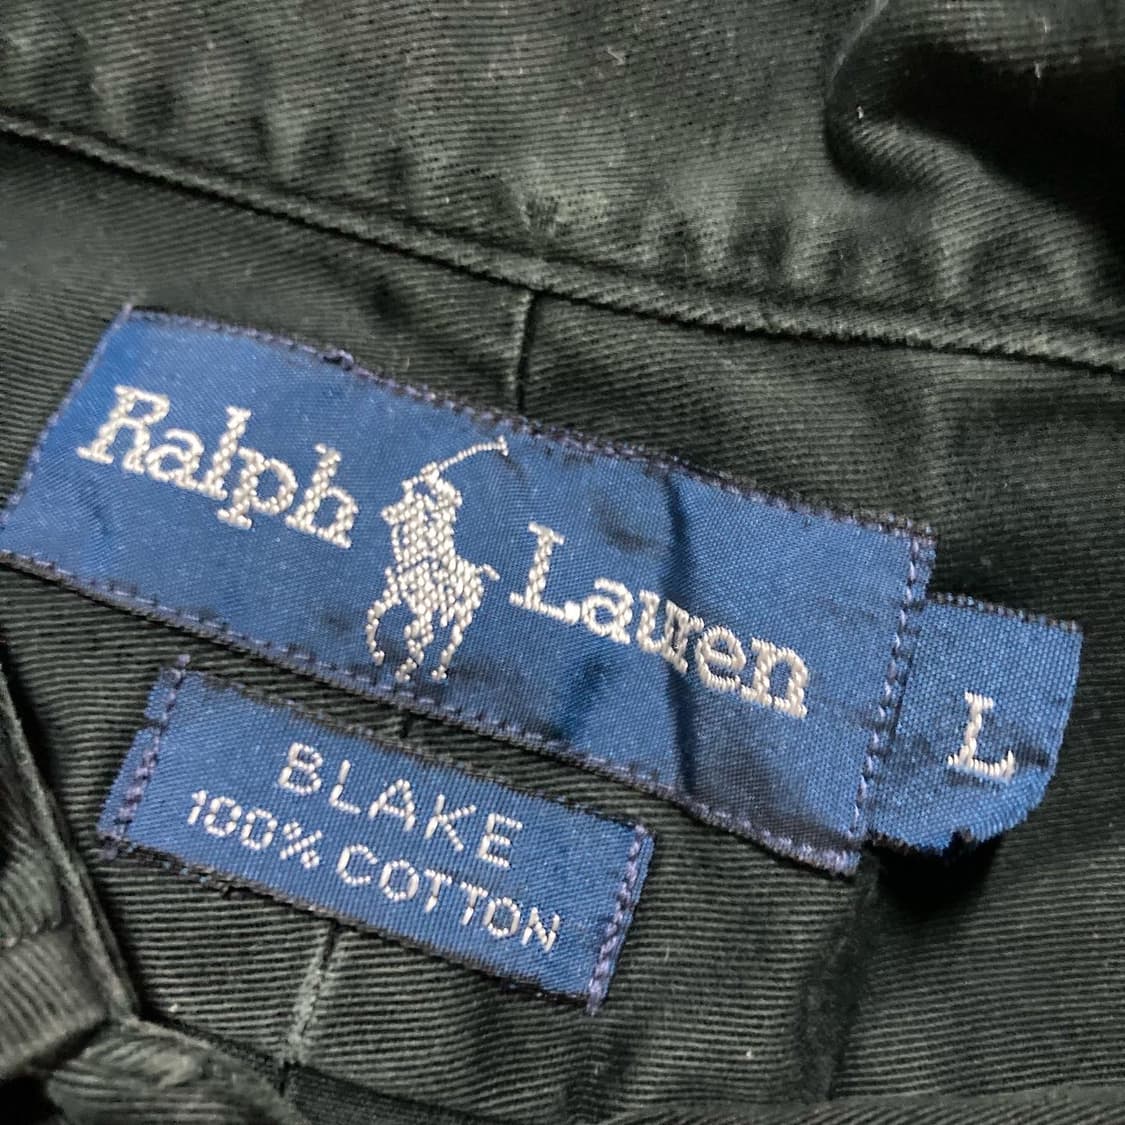 Ralph Lauren
L
BLAKE
100% COTTON